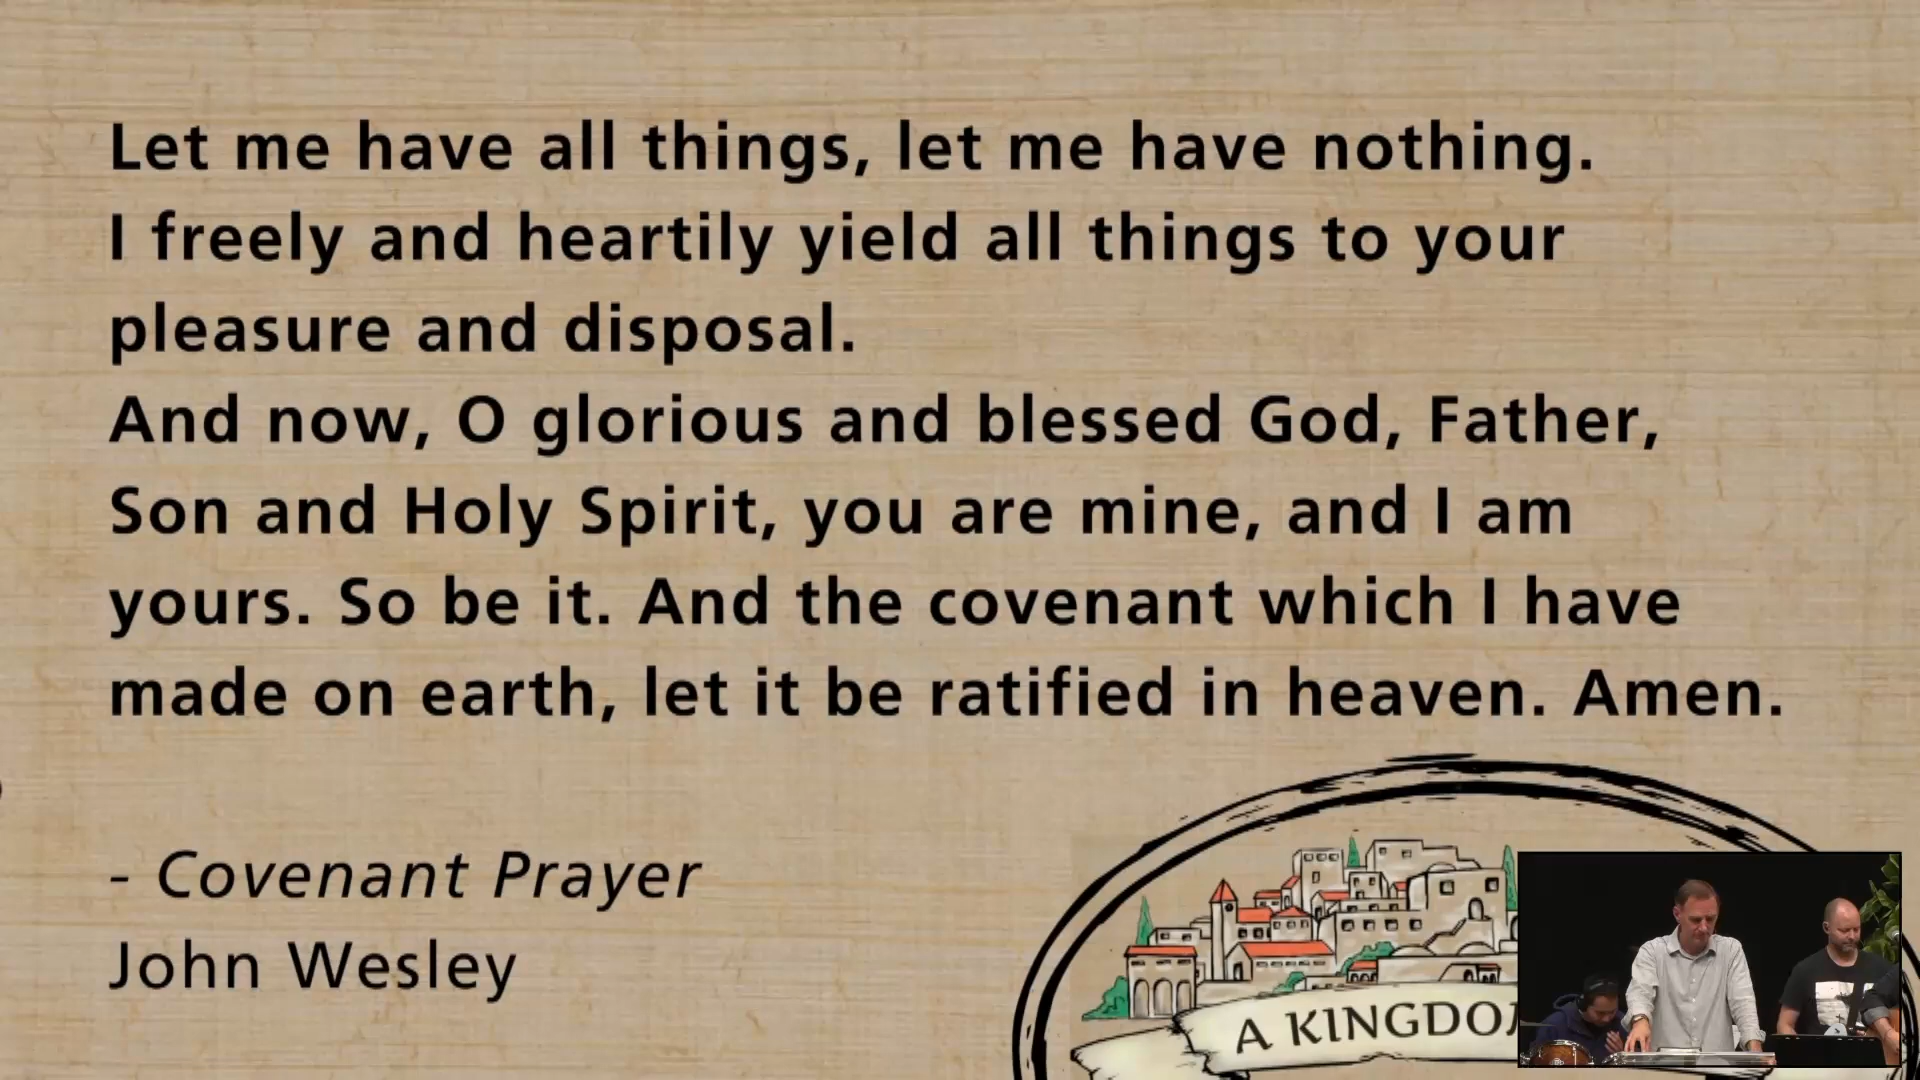 Let me have all things, let me have nothing.
I freely and heartily yield all things to your
pleasure and disposal.
And now, O glorious and blessed God, Father,
Son and Holy Spirit, you are mine, and I am
yours. So be it. And the covenant which I have
made on earth, let it be ratified in heaven. Amen.
- Covenant Prayer
John Wesley
A KINGDO